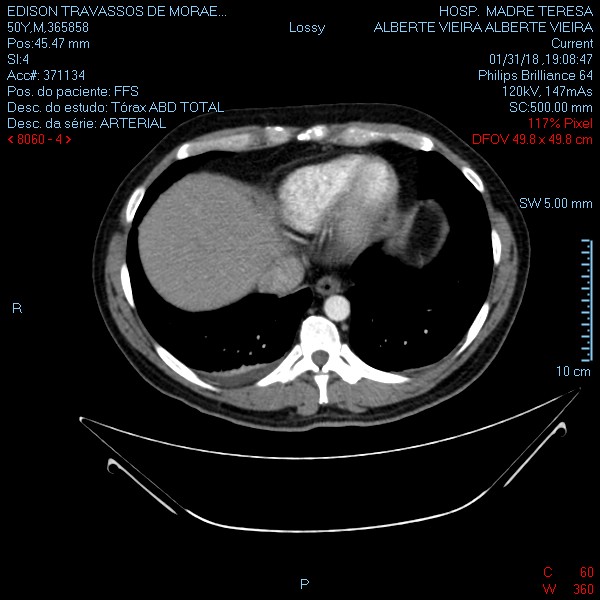 EDISON TRAVASSOS DE MORAE...
50Y,M,365858
Pos:45.47 mm
SI:4
Acc#: 371134
Pos. do paciente: FFS
Desc. do estudo: Tórax ABD TOTAL
Desc. da série: ARTERIAL
< 8060 - 4 >
Lossy
HOSP. MADRE TERESA
ALBERTE VIEIRA ALBERTE VIEIRA
Current
01/31/18 ,19:08:47
Philips Brilliance 64
120kV, 147mAs
SC:500.00 mm
117% Pixel
DFOV 49.8 x 49.8 cm
SW 5.00 mm
R
10 cm
P
C 60
W 360